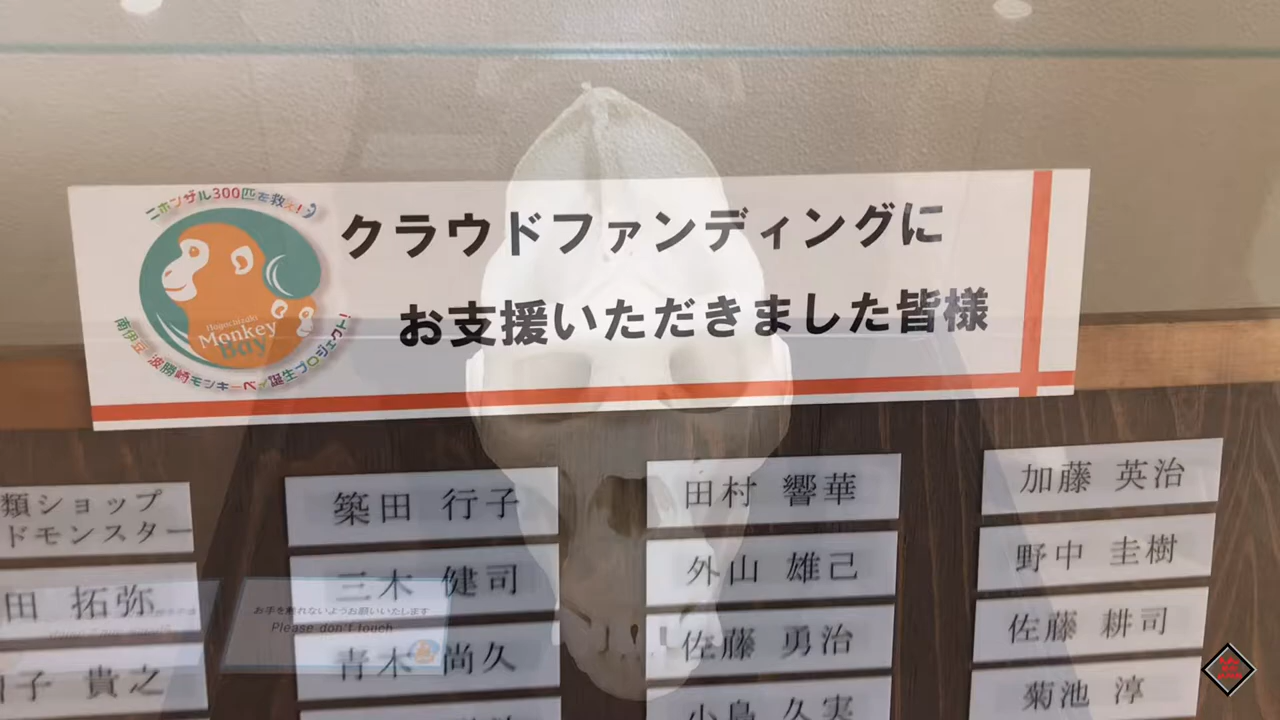 ニホンザル300匹を救え!
クラウドファンディングに
お支援いただきました皆様
Hagachizaki
Monkey
Bay
南伊豆 波勝崎モンキーベイ誕生プロジェクト!
類ショップ
ドモンスター
田 拓弥
子 貴之
築田 行子
三木 健司
青木 尚久
田村 響華
外山 雄己
佐藤 勇治
小島 久実
加藤 英治
野中 圭樹
佐藤 耕司
菊池 淳
お手を触れないようお願いいたします
Please don't touch